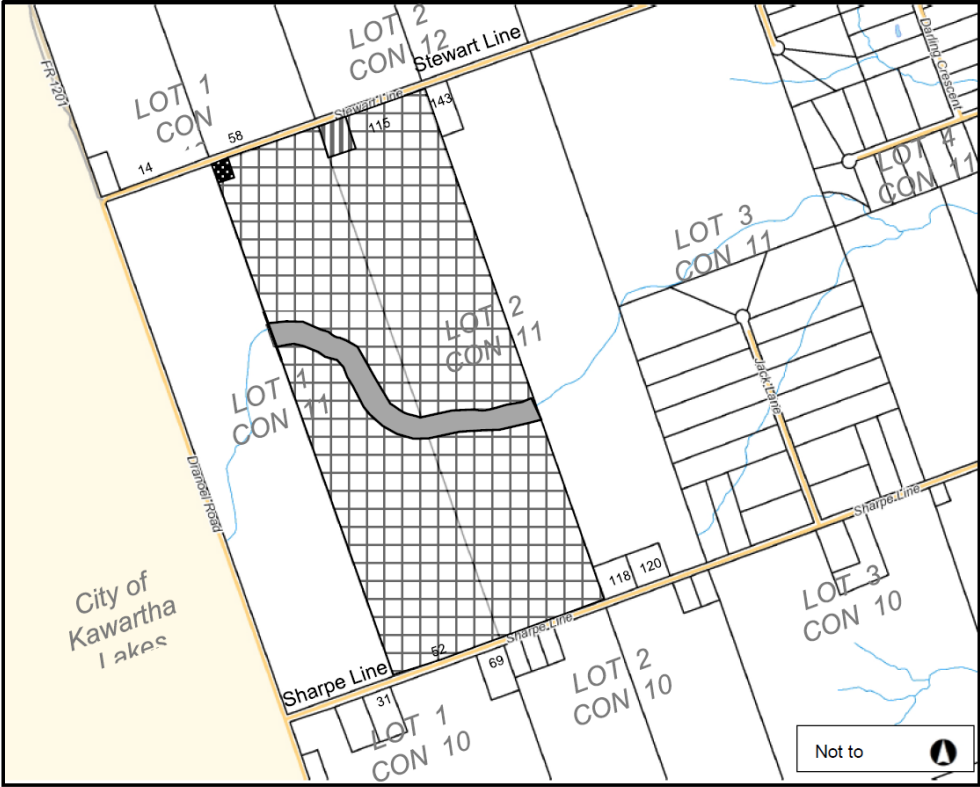 LOT 2
CON 12
Stewart Line
Darling Crescent
FR-1201
LOT 1
CON
Stewart Line
143
115
58
14
LOT 4
CON 11
LOT 3
CON 11
LOT 2
CON 11
LOT 1
CON 11
Jack Lane
Dranoel Road
Sharpe Line
118
120
City of
Kawartha
Lakes
LOT 3
CON 10
Sharpe Line
52
69
Sharpe Line
31
LOT 2
CON 10
LOT 1
CON 10
Not to